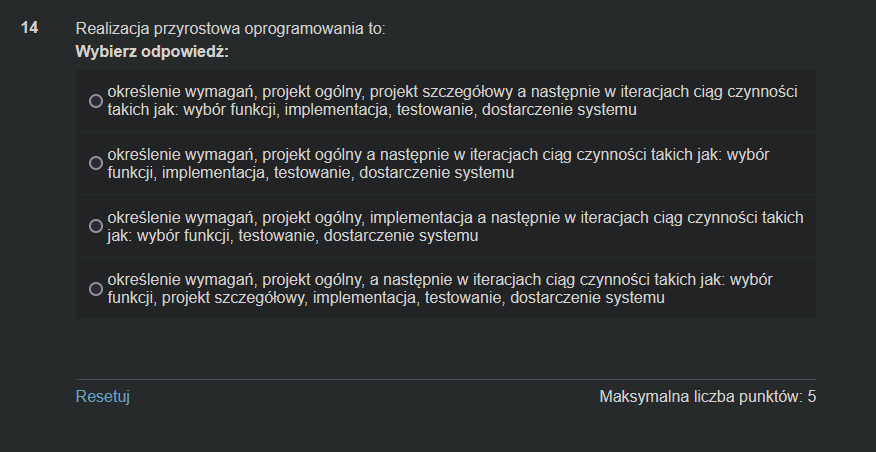 14 Realizacja przyrostowa oprogramowania to:
Wybierz odpowiedź:
określenie wymagań, projekt ogólny, projekt szczegółowy a następnie w iteracjach ciąg czynności
takich jak: wybór funkcji, implementacja, testowanie, dostarczenie systemu
określenie wymagań, projekt ogólny a następnie w iteracjach ciąg czynności takich jak: wybór
funkcji, implementacja, testowanie, dostarczenie systemu
określenie wymagań, projekt ogólny, implementacja a następnie w iteracjach ciąg czynności takich
jak: wybór funkcji, testowanie, dostarczenie systemu
określenie wymagań, projekt ogólny, a następnie w iteracjach ciąg czynności takich jak: wybór
funkcji, projekt szczegółowy, implementacja, testowanie, dostarczenie systemu
Resetuj Maksymalna liczba punktów: 5